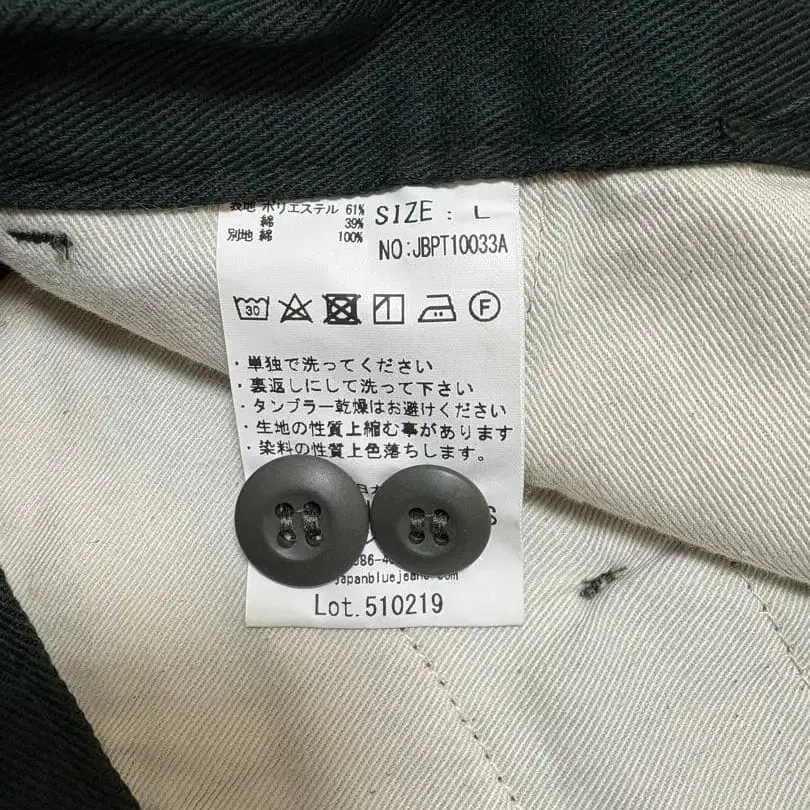 表地 ポリエステル 61%
綿 39%
別地 綿 100%
SIZE : L
NO:JBPT10033A
30
F
・単独で洗ってください
・裏返しにして洗って下さい
・タンブラー乾燥はお避けください
・生地の性質上縮む事があります
・染料の性質上色落ちします。
S
japanbluejeans.com
Lot.510219